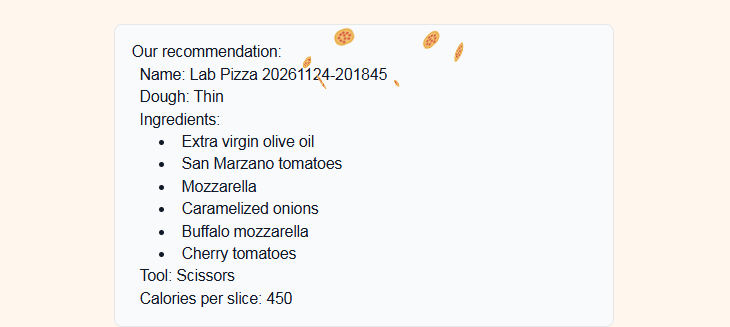 Our recommendation:
Name: Lab Pizza 20261124-201845
Dough: Thin
Ingredients:
• Extra virgin olive oil
• San Marzano tomatoes
• Mozzarella
• Caramelized onions
• Buffalo mozzarella
• Cherry tomatoes
Tool: Scissors
Calories per slice: 450